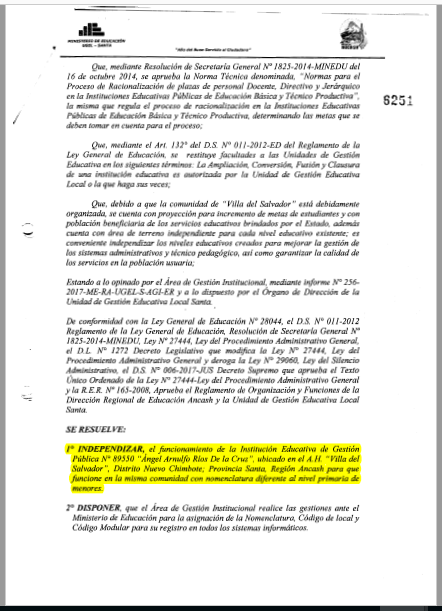 MINISTERIO DE EDUCACIÓN
UGEL - SANTA
"Año del Buen Servicio al Ciudadano"
6251
Que, mediante Resolución de Secretaría General N° 1825-2014-MINEDU del
16 de octubre 2014, se aprueba la Norma Técnica denominada, "Normas para el
Proceso de Racionalización de plazas de personal Docente, Directivo y Jerárquico
en la Instituciones Educativas Públicas de Educación Básica y Técnico Productiva",
la misma que regula el proceso de racionalización en la Instituciones Educativas
Públicas de Educación Básica y Técnico Productiva, determinando las metas que se
deben tomar en cuenta para el proceso;
Que, mediante el Art. 132° del D.S. N° 011-2012-ED del Reglamento de la
Ley General de Educación, se restituye facultades a las Unidades de Gestión
Educativa en los siguientes términos: La Ampliación, Conversión, Fusión y Clausura
de una institución educativa es autorizada por la Unidad de Gestión Educativa
Local o la que haga sus veces;
Que, debido a que la comunidad de "Villa del Salvador" está debidamente
organizada, se cuenta con proyección para incremento de metas de estudiantes y con
población beneficiaria de los servicios educativos brindados por el Estado, además
cuenta con área de terreno independiente para cada nivel educativo existente; es
conveniente independizar los niveles educativos creados para mejorar la gestión de
los sistemas administrativos y técnico pedagógico, así como garantizar la calidad de
los servicios en la población usuaria;
Estando a lo opinado por el Área de Gestión Institucional, mediante informe N° 256-
2017-ME-RA-UGEL-S-AGI-ER y a lo dispuesto por el Órgano de Dirección de la
Unidad de Gestión Educativa Local Santa.
De conformidad con la Ley General de Educación N° 28044, el D.S. N° 011-2012
Reglamento de la Ley General de Educación, Resolución de Secretaría General N°
1825-2014-MINEDU, Ley N° 27444, Ley del Procedimiento Administrativo General,
el D.L. N° 1272 Decreto Legislativo que modifica la Ley N° 27444, Ley del
Procedimiento Administrativo General y deroga la Ley N° 29060, Ley del Silencio
Administrativo, el D.S. N° 006-2017-JUS Decreto Supremo que aprueba el Texto
Único Ordenado de la Ley N° 27444-Ley del Procedimiento Administrativo General
y la R.E.R. N° 165-2008, Aprueba el Reglamento de Organización y Funciones de la
Dirección Regional de Educación Ancash y la Unidad de Gestión Educativa Local
Santa.
SE RESUELVE:
1° INDEPENDIZAR, el funcionamiento de la Institución Educativa de Gestión
Pública N° 89550 "Ángel Arnulfo Ríos De la Cruz", ubicado en el A.H. "Villa del
Salvador", Distrito Nuevo Chimbote; Provincia Santa, Región Ancash para que
funcione en la misma comunidad con nomenclatura diferente al nivel primaria de
menores.
2° DISPONER, que el Área de Gestión Institucional realice las gestiones ante el
Ministerio de Educación para la asignación de la Nomenclatura, Código de local y
Código Modular para su registro en todos los sistemas informáticos.